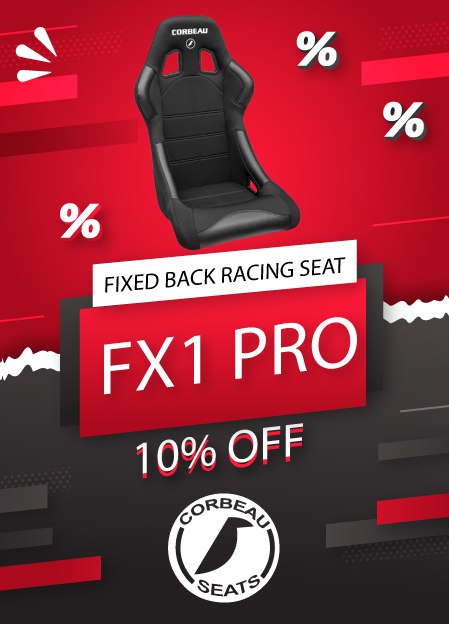 CORBEAU
%
%
%
FIXED BACK RACING SEAT
FX1 PRO
10% OFF
CORBEAU
SEATS